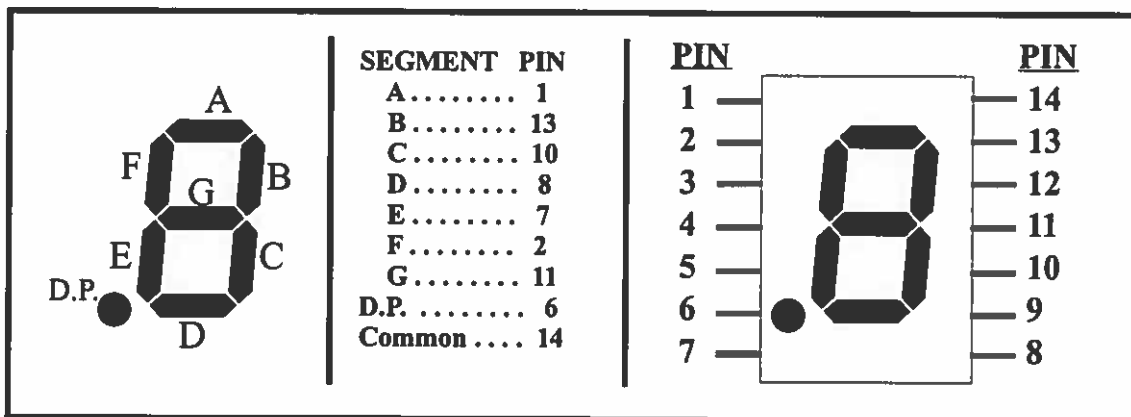 A
F
B
G
E
C
D.P.
D
SEGMENT PIN
A........ 1
B........ 13
C........ 10
D........ 8
E........ 7
F........ 2
G........ 11
D.P. ........ 6
Common .... 14
PIN PIN
1 14
2 13
3 12
4 11
5 10
6 9
7 8